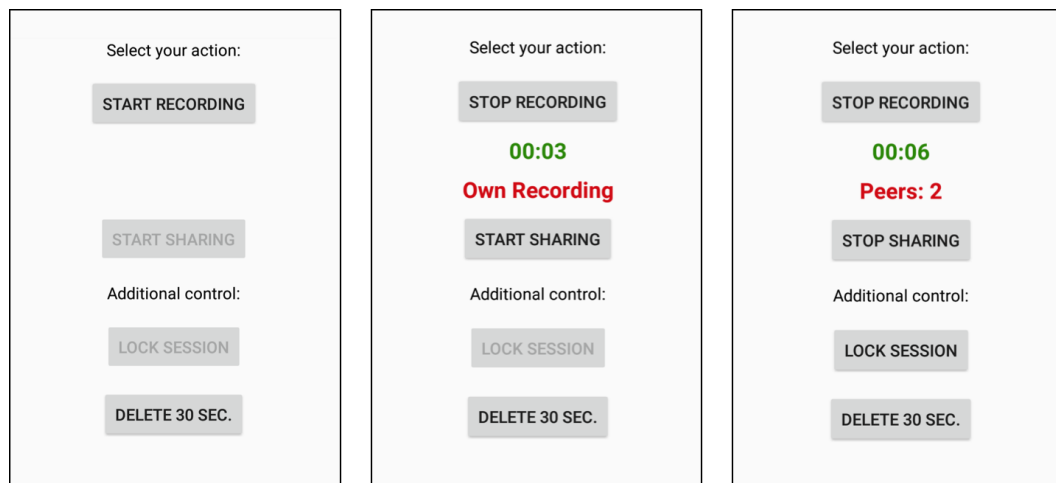 Select your action:
START RECORDING
START SHARING
Additional control:
LOCK SESSION
DELETE 30 SEC.
Select your action:
STOP RECORDING
00:03
Own Recording
START SHARING
Additional control:
LOCK SESSION
DELETE 30 SEC.
Select your action:
STOP RECORDING
00:06
Peers: 2
STOP SHARING
Additional control:
LOCK SESSION
DELETE 30 SEC.